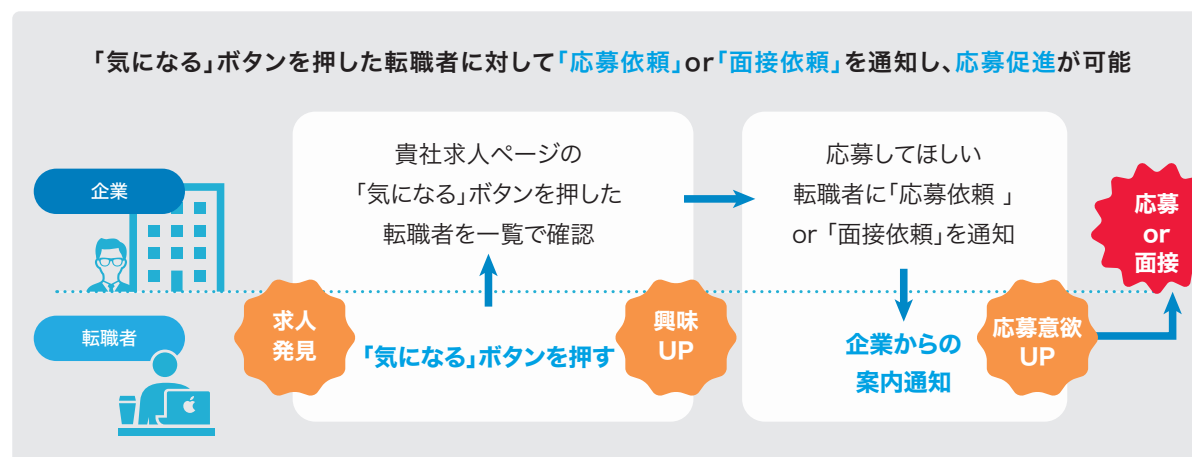 「気になる」ボタンを押した転職者に対して「応募依頼」or「面接依頼」を通知し、応募促進が可能
企業
貴社求人ページの
「気になる」ボタンを押した
転職者を一覧で確認
応募してほしい
転職者に「応募依頼 」
or 「面接依頼」を通知
応募
or
面接
転職者
求人
発見
「気になる」ボタンを押す
興味
UP
企業からの
案内通知
応募意欲
UP